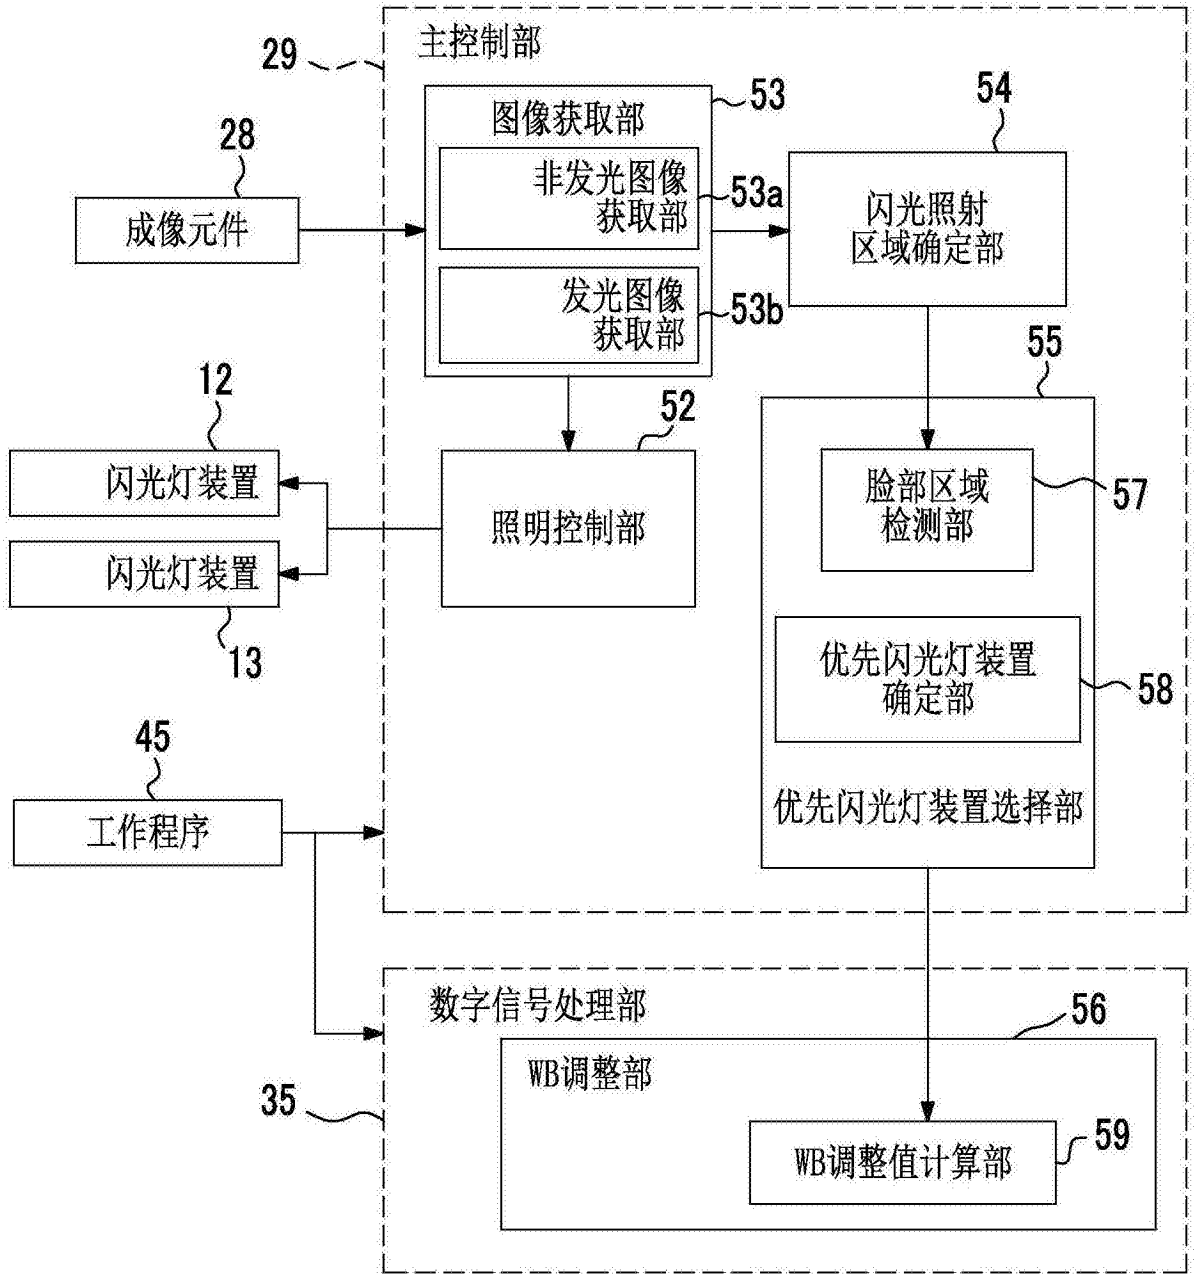 29
主控制部
53
图像获取部
54
28
成像元件
非发光图像
获取部
53a
闪光照射
区域确定部
发光图像
获取部
53b
55
12
闪光灯装置
52
照明控制部
脸部区域
检测部
57
闪光灯装置
13
优先闪光灯装置
确定部
58
45
工作程序
优先闪光灯装置选择部
数字信号处理部
56
WB调整部
35
WB调整值计算部
59